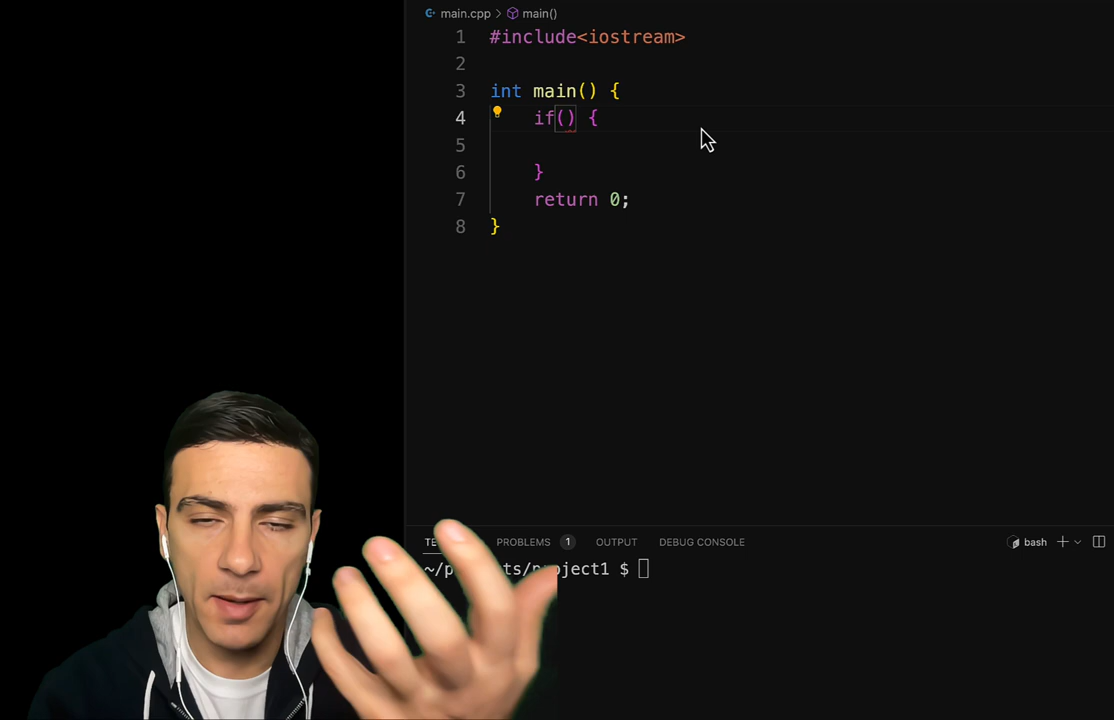 main.cpp > main()
1 #include<iostream>
2
3 int main() {
4 if() {
5
6 }
7 return 0;
8 }
PROBLEMS 1 OUTPUT DEBUG CONSOLE bash
$